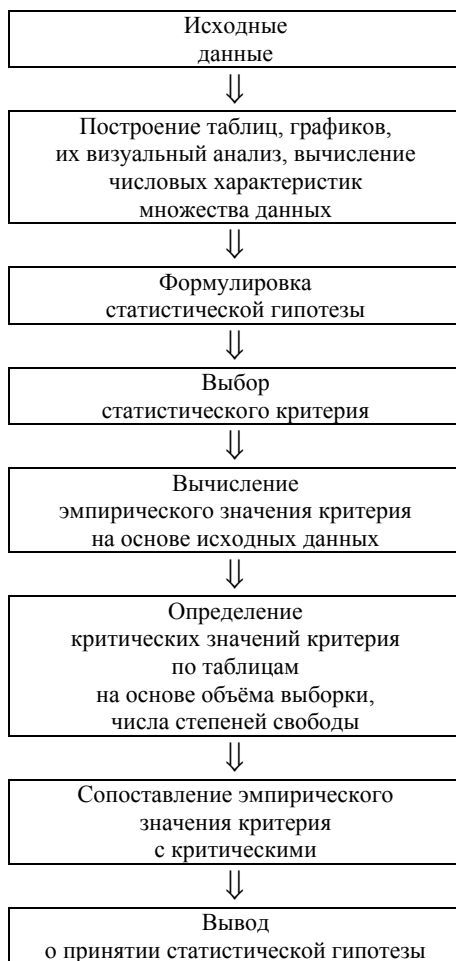 Исходные
данные
⇓
Построение таблиц, графиков,
их визуальный анализ, вычисление
числовых характеристик
множества данных
⇓
Формулировка
статистической гипотезы
⇓
Выбор
статистического критерия
⇓
Вычисление
эмпирического значения критерия
на основе исходных данных
⇓
Определение
критических значений критерия
по таблицам
на основе объёма выборки,
числа степеней свободы
⇓
Сопоставление эмпирического
значения критерия
с критическими
⇓
Вывод
о принятии статистической гипотезы